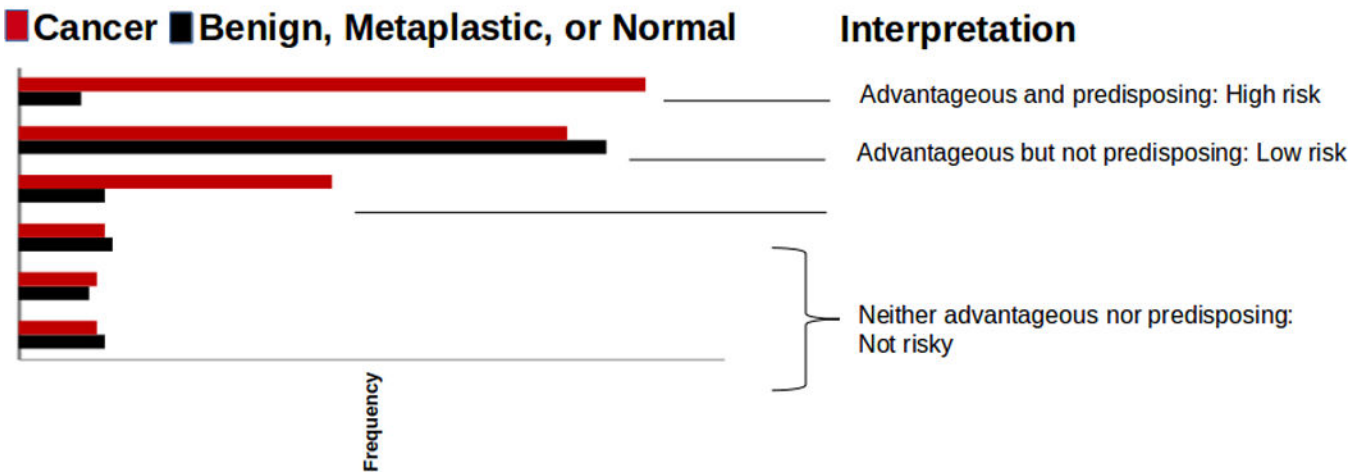 Cancer Benign, Metaplastic, or Normal
Interpretation
Advantageous and predisposing: High risk
Advantageous but not predisposing: Low risk
Neither advantageous nor predisposing:
Not risky
Frequency